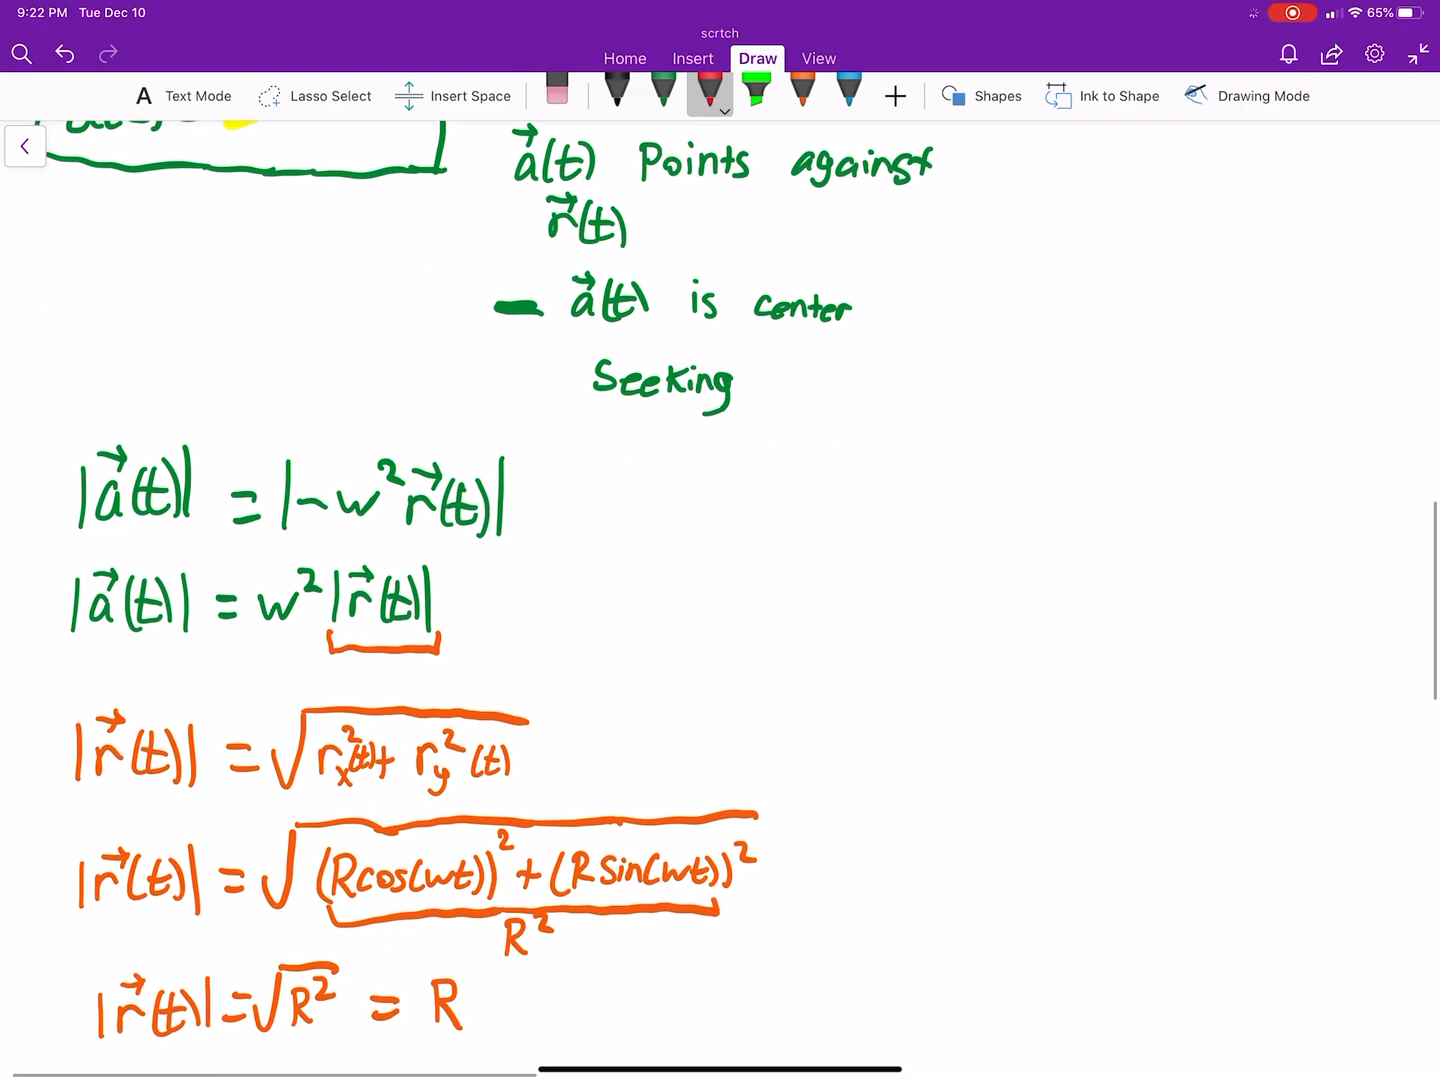 9:22 PM Tue Dec 10
65%
scrtch
Home Insert Draw View
A Text Mode Lasso Select Insert Space + Shapes Ink to Shape Drawing Mode
a⃗(t) Points against
r⃗(t)
- a⃗(t) is center
Seeking
|a⃗(t)| = |-w²r⃗(t)|
|a⃗(t)| = w²|r⃗(t)|
|r⃗(t)| = √(rₓ²(t) + r_y²(t))
|r⃗(t)| = √((Rcos(wt))² + (RSin(wt))²)
R²
|r⃗(t)| = √R² = R